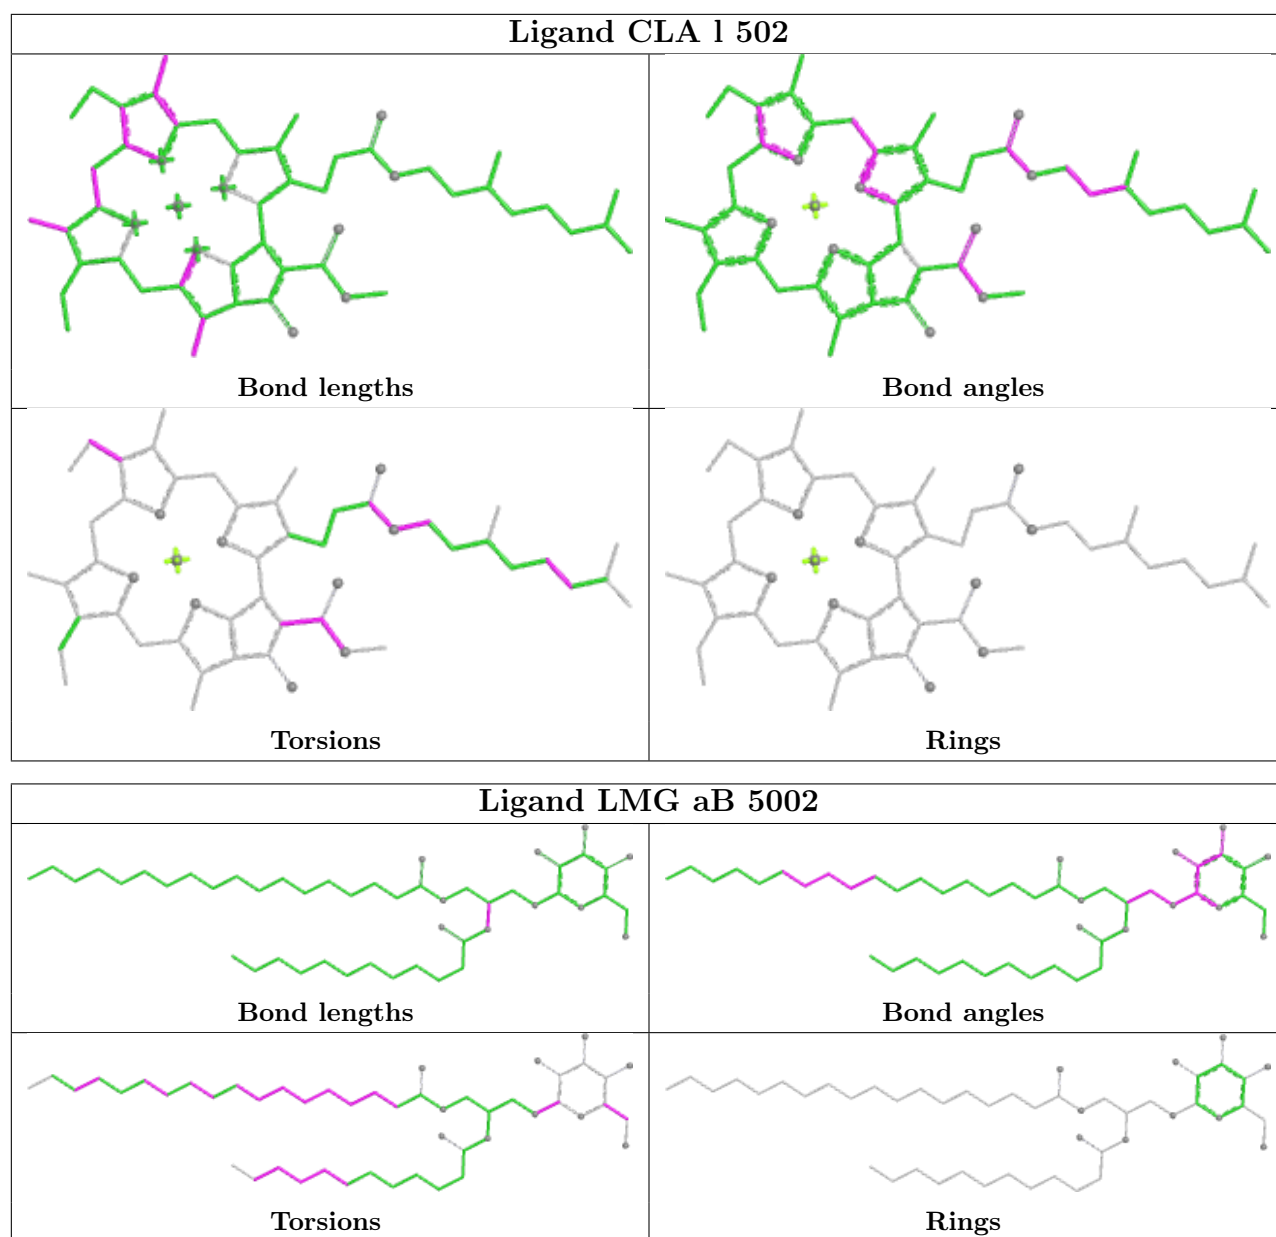 Ligand CLA l 502
Bond lengths
Bond angles
Torsions
Rings
Ligand LMG aB 5002
Bond lengths
Bond angles
Torsions
Rings